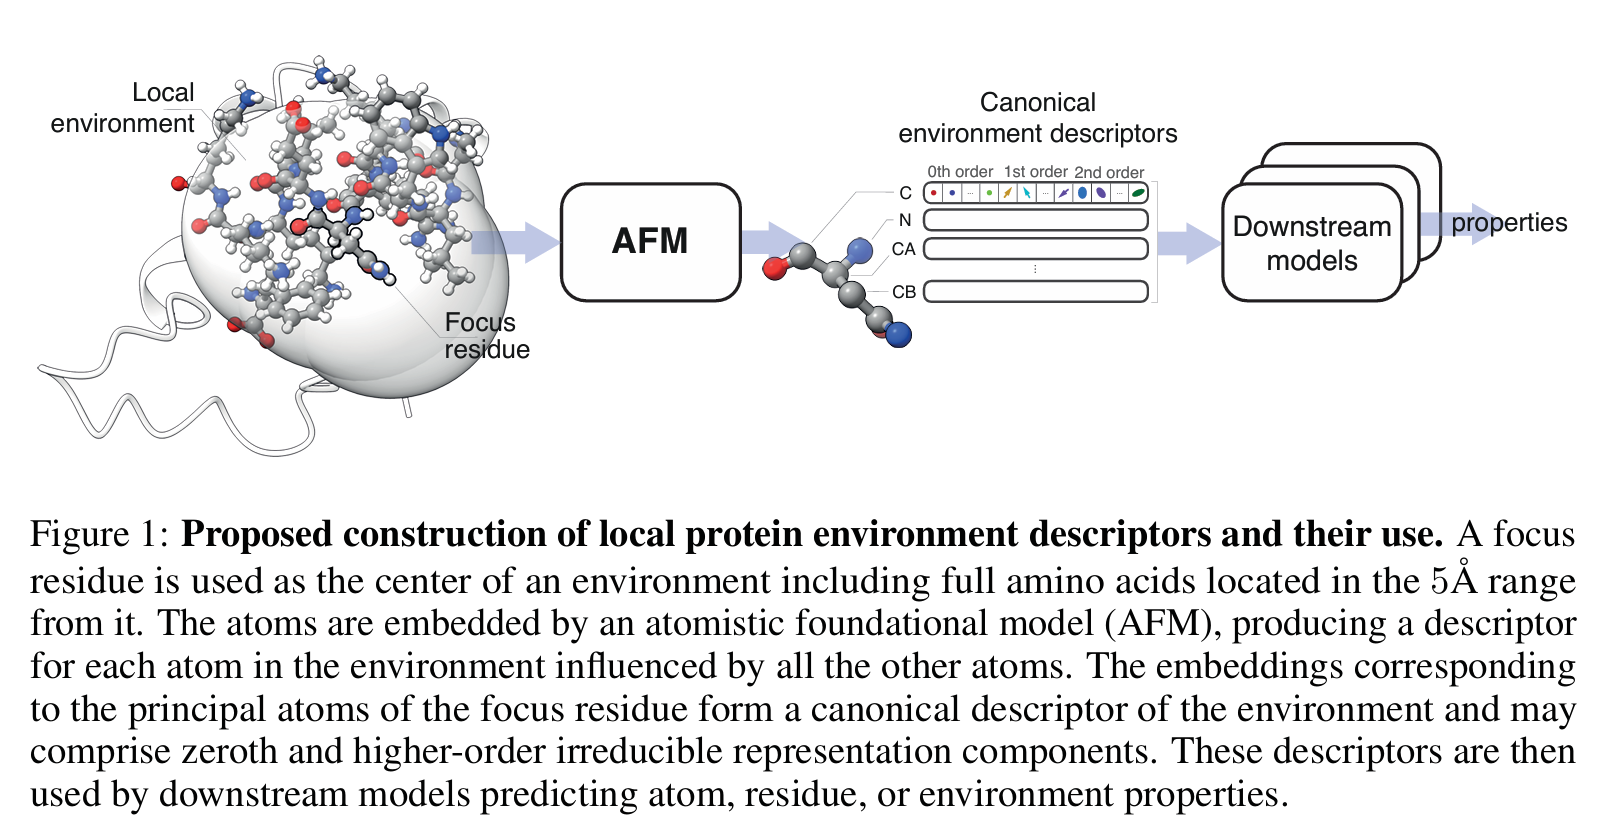 Local
environment
Focus
residue
AFM
Canonical
environment descriptors
0th order 1st order 2nd order
C
N
CA
CB
Downstream
models
properties
Figure 1: Proposed construction of local protein environment descriptors and their use. A focus
residue is used as the center of an environment including full amino acids located in the 5Å range
from it. The atoms are embedded by an atomistic foundational model (AFM), producing a descriptor
for each atom in the environment influenced by all the other atoms. The embeddings corresponding
to the principal atoms of the focus residue form a canonical descriptor of the environment and may
comprise zeroth and higher-order irreducible representation components. These descriptors are then
used by downstream models predicting atom, residue, or environment properties.